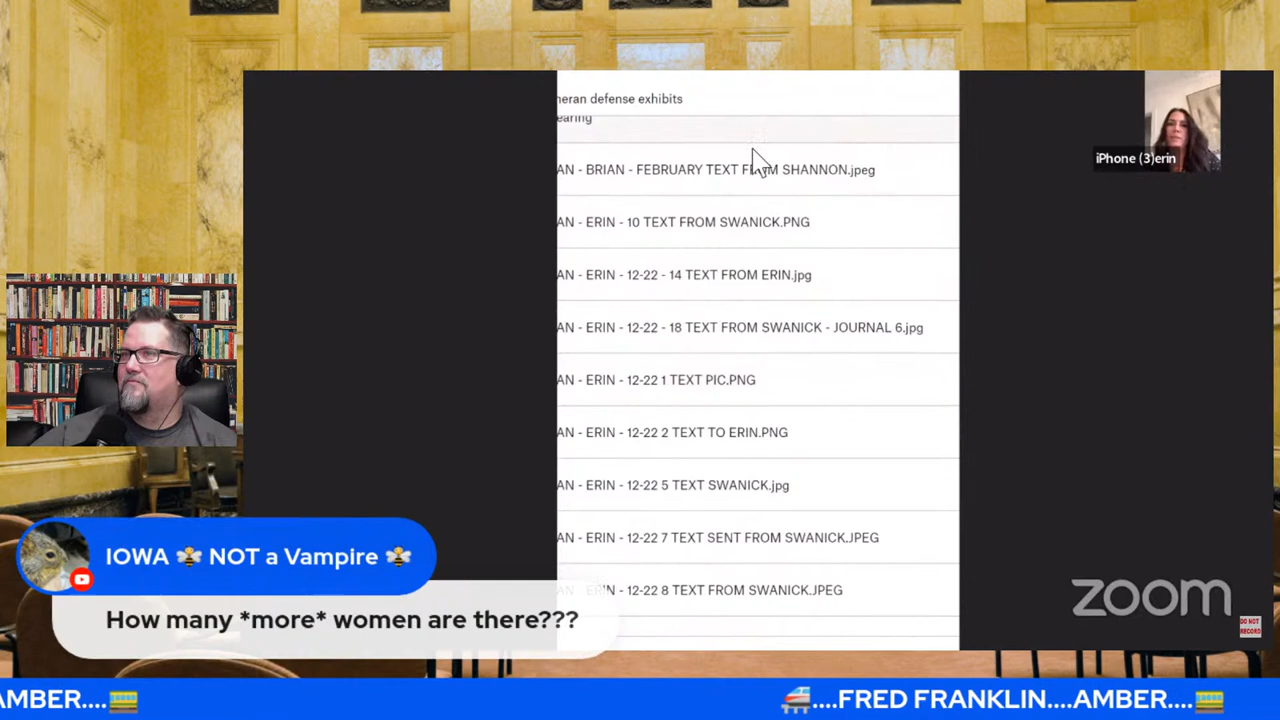 neran defense exhibits
earing
AN - BRIAN - FEBRUARY TEXT FROM SHANNON.jpeg
AN - ERIN - 10 TEXT FROM SWANICK.PNG
AN - ERIN - 12-22 - 14 TEXT FROM ERIN.jpg
AN - ERIN - 12-22 - 18 TEXT FROM SWANICK - JOURNAL 6.jpg
AN - ERIN - 12-22 1 TEXT PIC.PNG
AN - ERIN - 12-22 2 TEXT TO ERIN.PNG
AN - ERIN - 12-22 5 TEXT SWANICK.jpg
AN - ERIN - 12-22 7 TEXT SENT FROM SWANICK.JPEG
AN - ERIN - 12-22 8 TEXT FROM SWANICK.JPEG
iPhone (3)erin
IOWA 🐝 NOT a Vampire 🐝
How many *more* women are there???
zoom
DO NOT
RECORD
AMBER....🚃 🚈....FRED FRANKLIN....AMBER....🚃